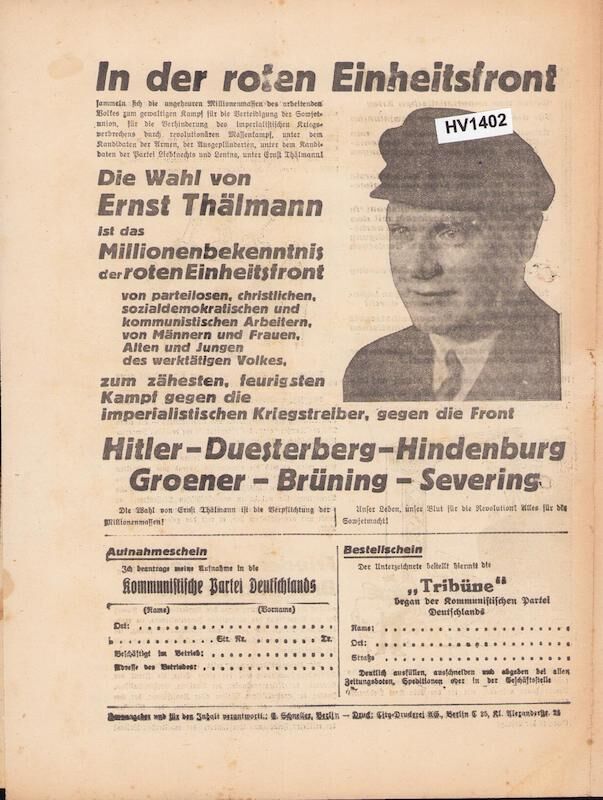 In der roten Einheitsfront
HV1402
sammeln sich die ungeheuren Millionenmassen des arbeitenden
Volkes zum gewaltigen Kampf für die Verteidigung der Sowjet-
union, für die Verhinderung des imperialistischen Kriegs-
verbrechens durch revolutionären Massenkampf, unter dem
Kandidaten der Armen, der Ausgeplünderten, unter dem Kandi-
daten der Partei Liebknechts und Lenins, unter Ernst Thälmann!
Die Wahl von
Ernst Thälmann
ist das
Millionenbekenntnis
der roten Einheitsfront
von parteilosen, christlichen,
sozialdemokratischen und
kommunistischen Arbeitern,
von Männern und Frauen,
Alten und Jungen
des werktätigen Volkes,
zum zähesten, feurigsten
Kampf gegen die
imperialistischen Kriegstreiber, gegen die Front
Hitler – Duesterberg – Hindenburg
Groener – Brüning – Severing
Die Wahl von Ernst Thälmann ist die Verpflichtung der
Millionenmassen!
Unser Leben, unser Blut für die Revolution! Alles für die
Sowjetmacht!
Aufnahmeschein
Ich beantrage meine Aufnahme in die
Kommunistische Partei Deutschlands
(Name) (Vorname)
Ort:
Str. Nr. Tr.
Beschäftigt im Betrieb:
Adresse des Betriebes:
Bestellschein
Der Unterzeichnete bestellt hiermit die
„Tribüne“
Organ der Kommunistischen Partei
Deutschlands
Name:
Ort:
Straße
Deutlich ausfüllen, ausschneiden und abgeben bei allen
Zeitungsboten, Speditionen oder in der Geschäftsstelle
Herausgeber und für den Inhalt verantwortl.: E. Schneller, Berlin — Druck: City-Druckerei AG., Berlin C 25, Kl. Alexanderstr. 28